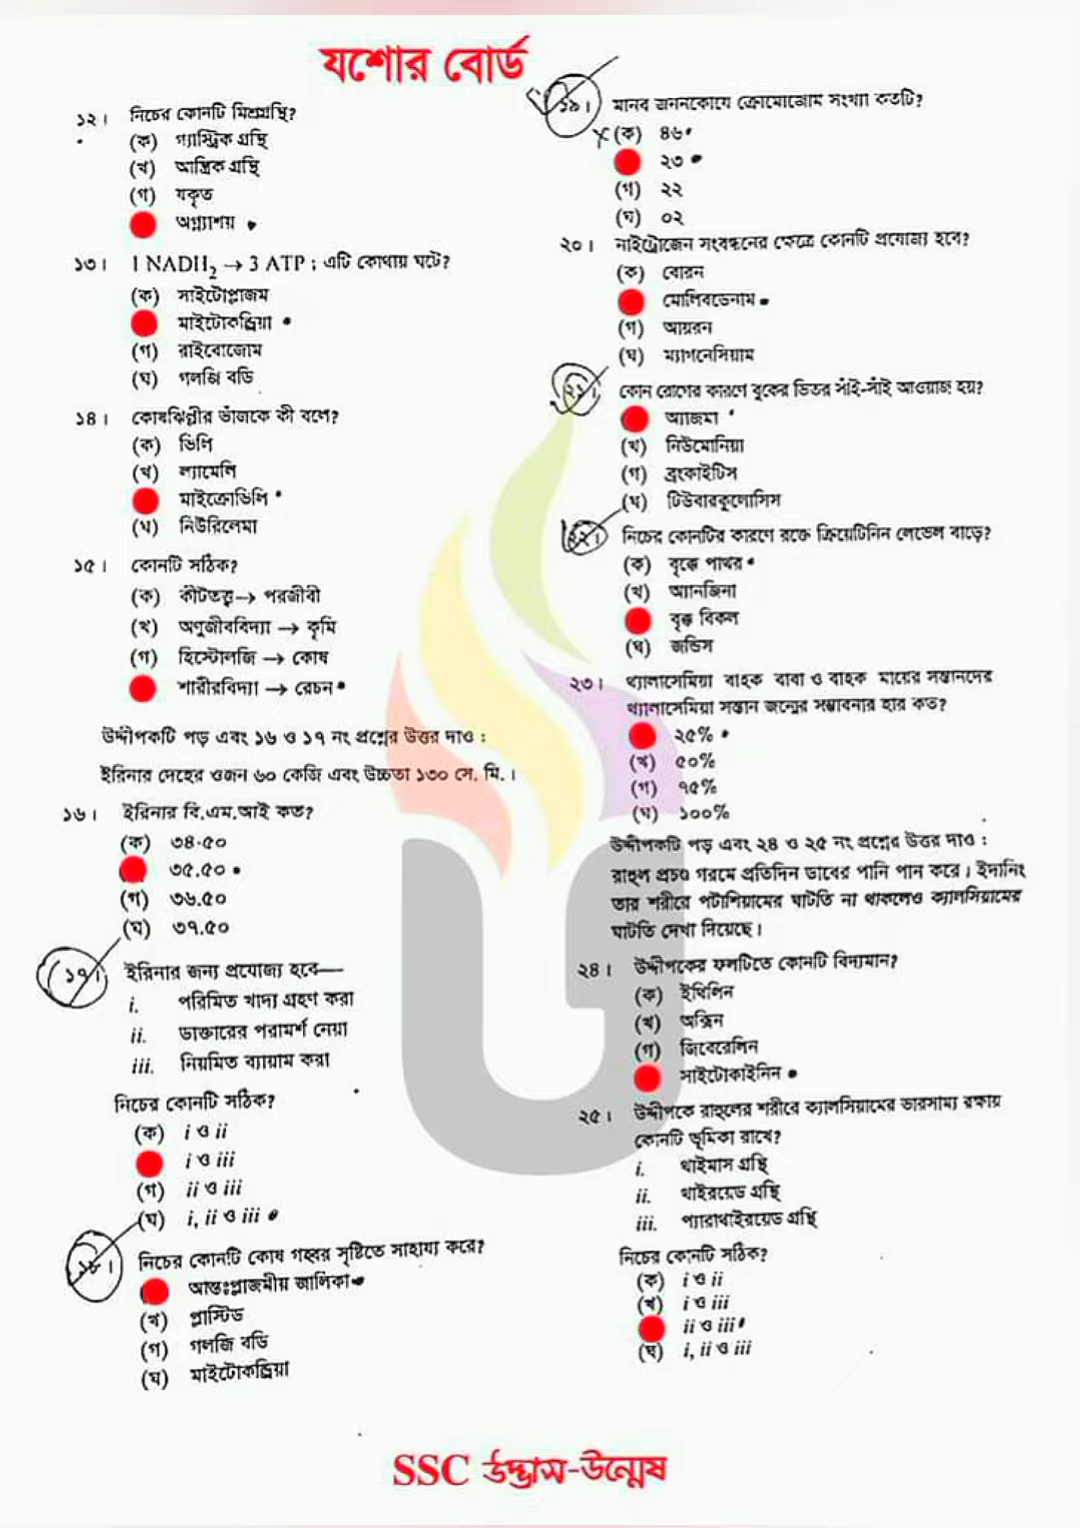 যশোর বোর্ড
১২। নিচের কোনটি মিশ্রগ্রন্থি?
(ক) গ্যাস্ট্রিক গ্রন্থি
(খ) আন্ত্রিক গ্রন্থি
(গ) যকৃত
অগ্ন্যাশয়
১৩। 1 NADH₂ → 3 ATP ; এটি কোথায় ঘটে?
(ক) সাইটোপ্লাজম
মাইটোকন্ড্রিয়া
(গ) রাইবোজোম
(ঘ) গলজি বডি
১৪। কোষঝিল্লীর ভাঁজকে কী বলে?
(ক) ভিলি
(খ) ল্যামেলি
মাইক্রোভিলি
(ঘ) নিউরিলেমা
১৫। কোনটি সঠিক?
(ক) কীটতত্ত্ব → পরজীবী
(খ) অণুজীববিদ্যা → কৃমি
(গ) হিস্টোলজি → কোষ
শারীরবিদ্যা → রেচন
উদ্দীপকটি পড় এবং ১৬ ও ১৭ নং প্রশ্নের উত্তর দাও :
ইরিনার দেহের ওজন ৬০ কেজি এবং উচ্চতা ১৩০ সে. মি.।
১৬। ইরিনার বি.এম.আই কত?
(ক) ৩৪.৫০
৩৫.৫০
(গ) ৩৬.৫০
(ঘ) ৩৭.৫০
১৭। ইরিনার জন্য প্রযোজ্য হবে—
i. পরিমিত খাদ্য গ্রহণ করা
ii. ডাক্তারের পরামর্শ নেয়া
iii. নিয়মিত ব্যায়াম করা
নিচের কোনটি সঠিক?
(ক) i ও ii
i ও iii
(গ) ii ও iii
(ঘ) i, ii ও iii
১৮। নিচের কোনটি কোষ গহ্বর সৃষ্টিতে সাহায্য করে?
আন্তঃপ্লাজমীয় জালিকা
(খ) প্লাস্টিড
(গ) গলজি বডি
(ঘ) মাইটোকন্ড্রিয়া
১৯। মানব জননকোষে ক্রোমোজোম সংখ্যা কতটি?
(ক) ৪৬
২৩
(গ) ২২
(ঘ) ০২
২০। নাইট্রোজেন সংবন্ধনের ক্ষেত্রে কোনটি প্রযোজ্য হবে?
(ক) বোরন
মোলিবডেনাম
(গ) আয়রন
(ঘ) ম্যাগনেসিয়াম
২১। কোন রোগের কারণে বুকের ভিতর সাঁই-সাঁই আওয়াজ হয়?
অ্যাজমা
(খ) নিউমোনিয়া
(গ) ব্রংকাইটিস
(ঘ) টিউবারকুলোসিস
২২। নিচের কোনটির কারণে রক্তে ক্রিয়েটিনিন লেভেল বাড়ে?
(ক) বৃক্কে পাথর
(খ) অ্যানজিনা
বৃক্ক বিকল
(ঘ) জন্ডিস
২৩। থ্যালাসেমিয়া বাহক বাবা ও বাহক মায়ের সন্তানদের
থ্যালাসেমিয়া সন্তান জন্মের সম্ভাবনার হার কত?
২৫%
(খ) ৫০%
(গ) ৭৫%
(ঘ) ১০০%
উদ্দীপকটি পড় এবং ২৪ ও ২৫ নং প্রশ্নের উত্তর দাও :
রাহুল প্রচণ্ড গরমে প্রতিদিন ডাবের পানি পান করে। ইদানিং
তার শরীরে পটাশিয়ামের ঘাটতি না থাকলেও ক্যালসিয়ামের
ঘাটতি দেখা দিয়েছে।
২৪। উদ্দীপকের ফলটিতে কোনটি বিদ্যমান?
(ক) ইথিলিন
(খ) অক্সিন
(গ) জিবেরেলিন
সাইটোকাইনিন
২৫। উদ্দীপকে রাহুলের শরীরে ক্যালসিয়ামের ভারসাম্য রক্ষায়
কোনটি ভূমিকা রাখে?
i. থাইমাস গ্রন্থি
ii. থাইরয়েড গ্রন্থি
iii. প্যারাথাইরয়েড গ্রন্থি
নিচের কোনটি সঠিক?
(ক) i ও ii
(খ) i ও iii
ii ও iii
(ঘ) i, ii ও iii
SSC উদ্ভাস-উন্মেষ